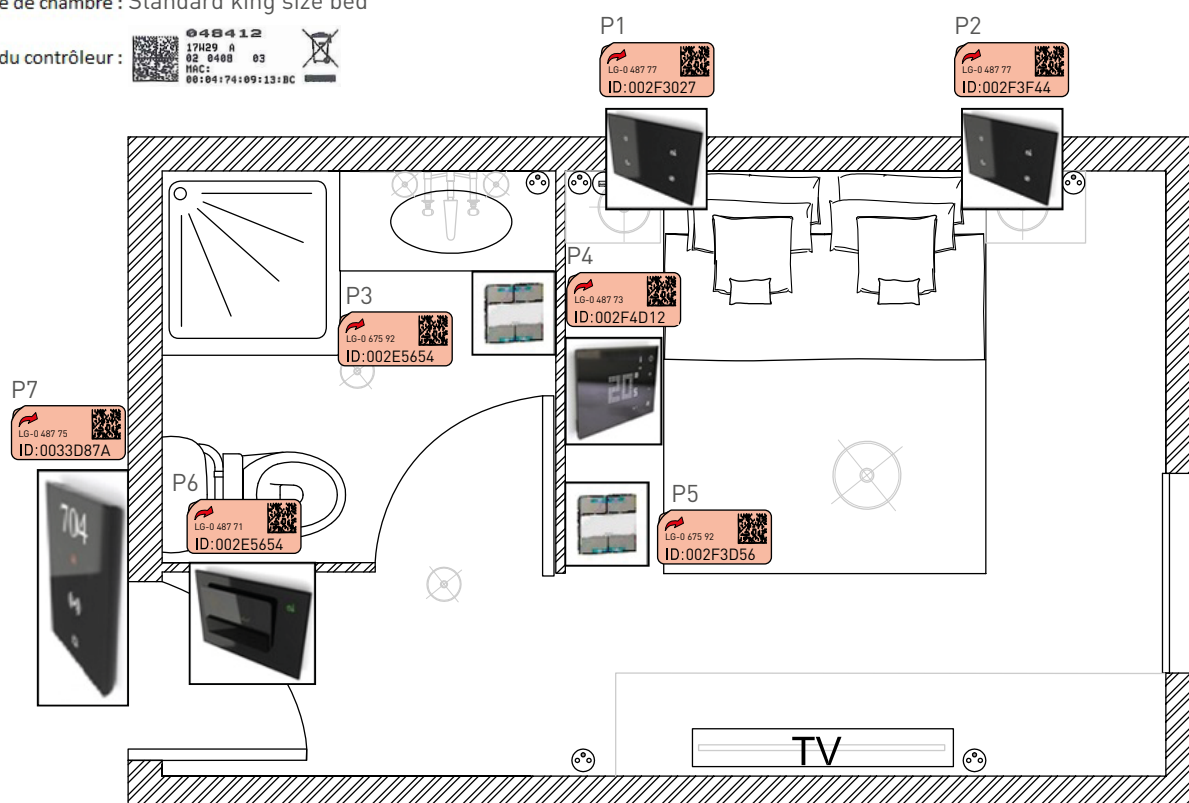 e de chambre : Standard king size bed
du contrôleur :
048412
17W29 A
02 0408 03
MAC:
00:04:74:09:13:BC
P1
LG-0 487 77
ID:002F3027
P2
LG-0 487 77
ID:002F3F44
P3
LG-0 675 92
ID:002E5654
P4
LG-0 487 73
ID:002F4D12
20.5
P5
LG-0 675 92
ID:002F3D56
P6
LG-0 487 71
ID:002E5654
P7
LG-0 487 75
ID:0033D87A
704
TV